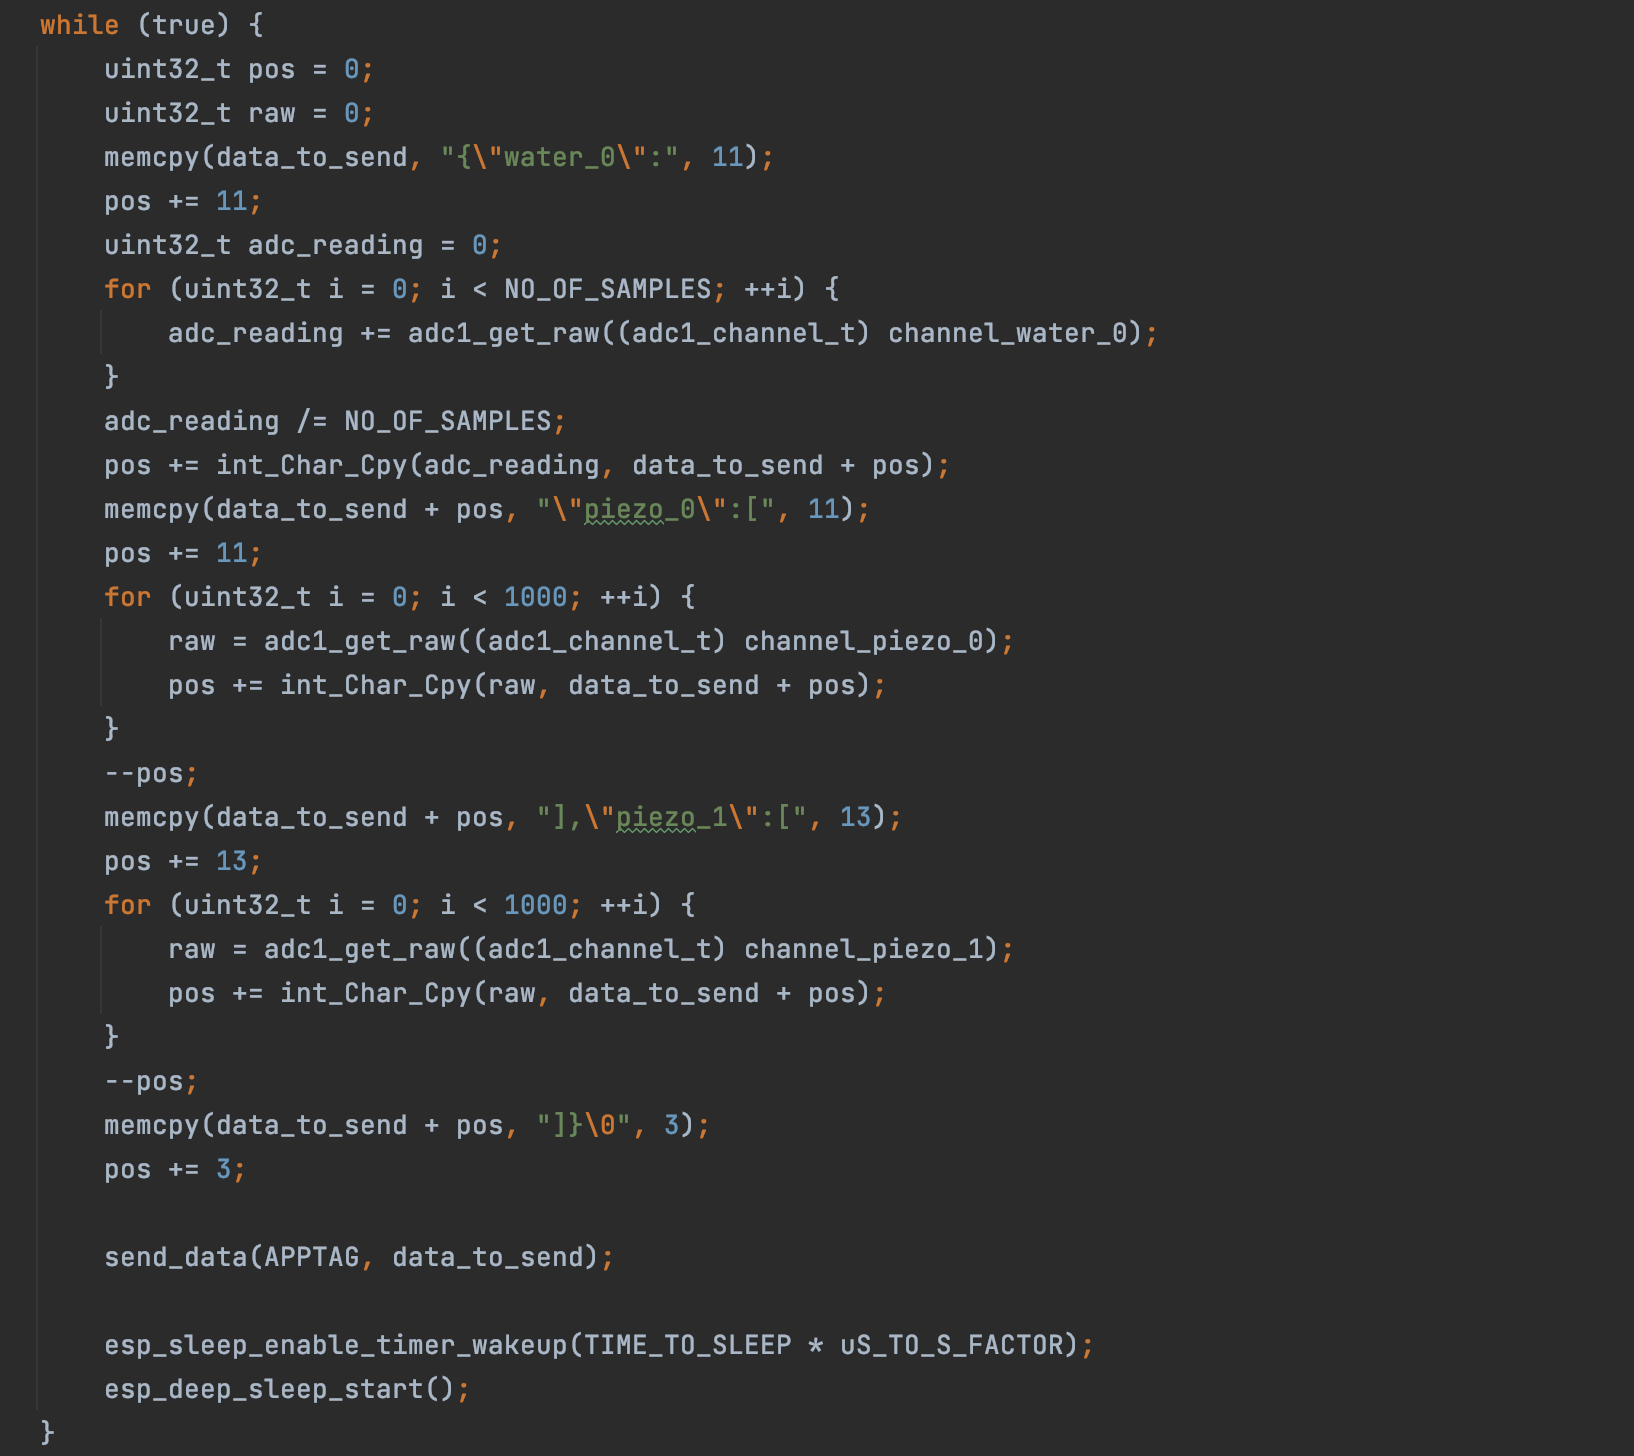 while (true) {
    uint32_t pos = 0;
    uint32_t raw = 0;
    memcpy(data_to_send, "{\"water_0\":", 11);
    pos += 11;
    uint32_t adc_reading = 0;
    for (uint32_t i = 0; i < NO_OF_SAMPLES; ++i) {
        adc_reading += adc1_get_raw((adc1_channel_t) channel_water_0);
    }
    adc_reading /= NO_OF_SAMPLES;
    pos += int_Char_Cpy(adc_reading, data_to_send + pos);
    memcpy(data_to_send + pos, "\"piezo_0\":[", 11);
    pos += 11;
    for (uint32_t i = 0; i < 1000; ++i) {
        raw = adc1_get_raw((adc1_channel_t) channel_piezo_0);
        pos += int_Char_Cpy(raw, data_to_send + pos);
    }
    --pos;
    memcpy(data_to_send + pos, "],\"piezo_1\":[", 13);
    pos += 13;
    for (uint32_t i = 0; i < 1000; ++i) {
        raw = adc1_get_raw((adc1_channel_t) channel_piezo_1);
        pos += int_Char_Cpy(raw, data_to_send + pos);
    }
    --pos;
    memcpy(data_to_send + pos, "]}\0", 3);
    pos += 3;

    send_data(APPTAG, data_to_send);

    esp_sleep_enable_timer_wakeup(TIME_TO_SLEEP * uS_TO_S_FACTOR);
    esp_deep_sleep_start();
}